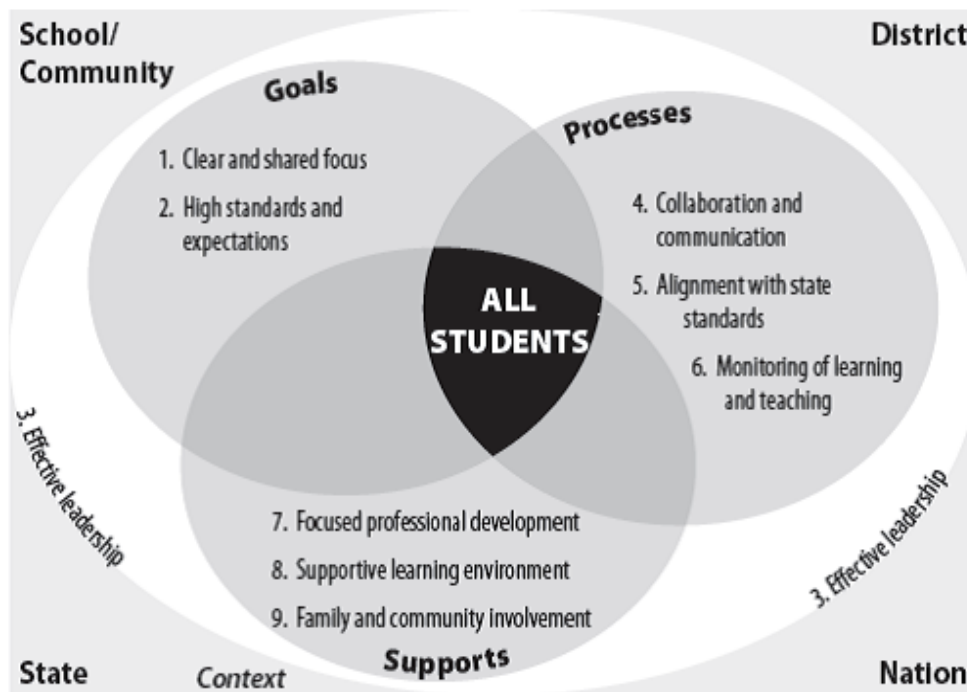 School/
Community
District
Goals
Processes
1. Clear and shared focus
2. High standards and
expectations
4. Collaboration and
communication
5. Alignment with state
standards
6. Monitoring of learning
and teaching
ALL
STUDENTS
3. Effective leadership
3. Effective leadership
7. Focused professional development
8. Supportive learning environment
9. Family and community involvement
Supports
State
Context
Nation